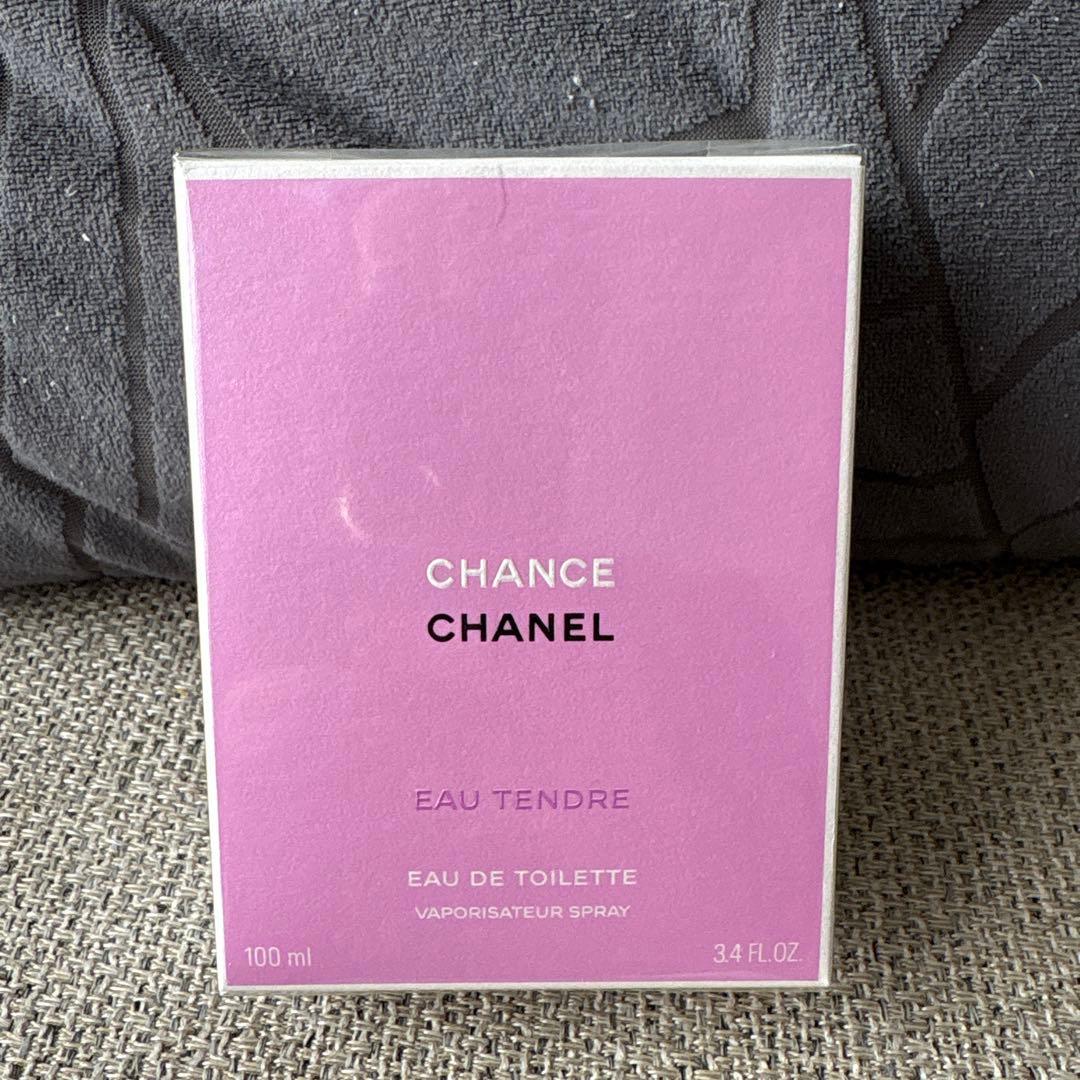 CHANCE
CHANEL
EAU TENDRE
EAU DE TOILETTE
VAPORISATEUR SPRAY
100 ml 3.4 FL.OZ.